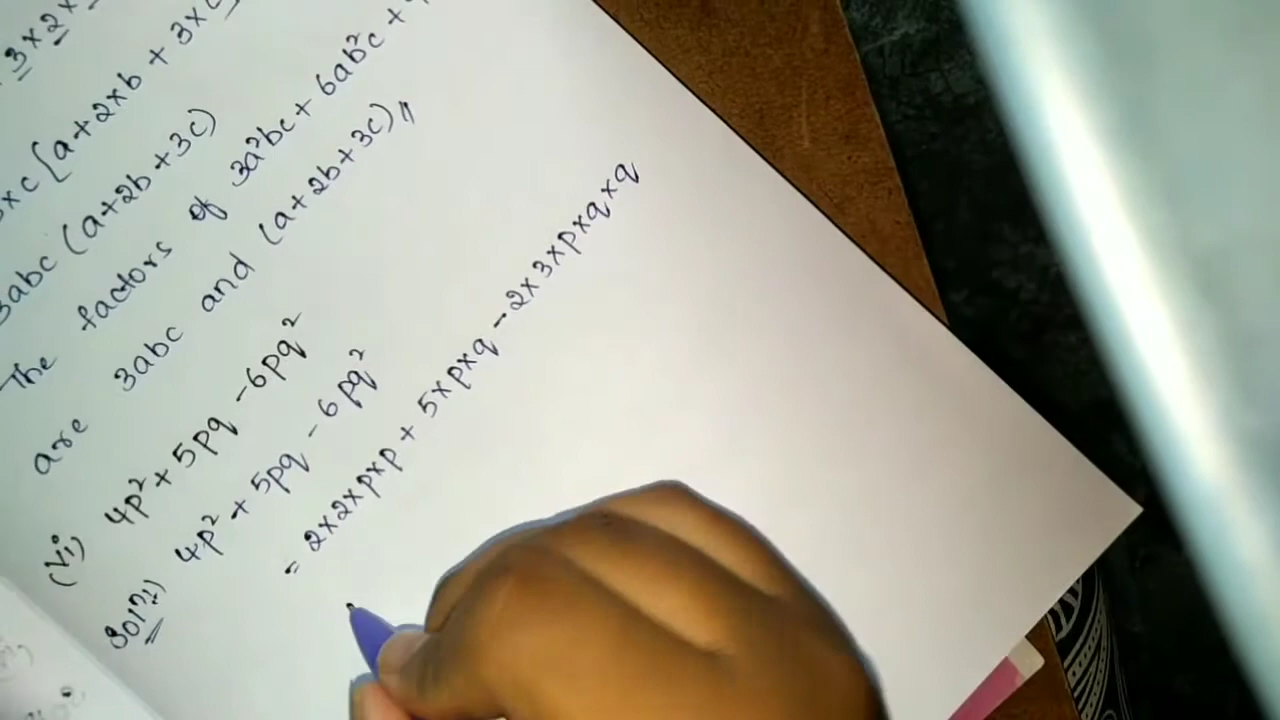 3×2×
×c[a+2×b + 3×c
3abc (a+2b+3c)
The factors of 3a²bc + 6ab²c +
are 3abc and (a+2b+3c)〃
(vi) 4p² + 5pq - 6pq²
Soln:) 4p² + 5pq - 6pq²
= 2×2×p×p + 5×p×q - 2×3×p×q×q